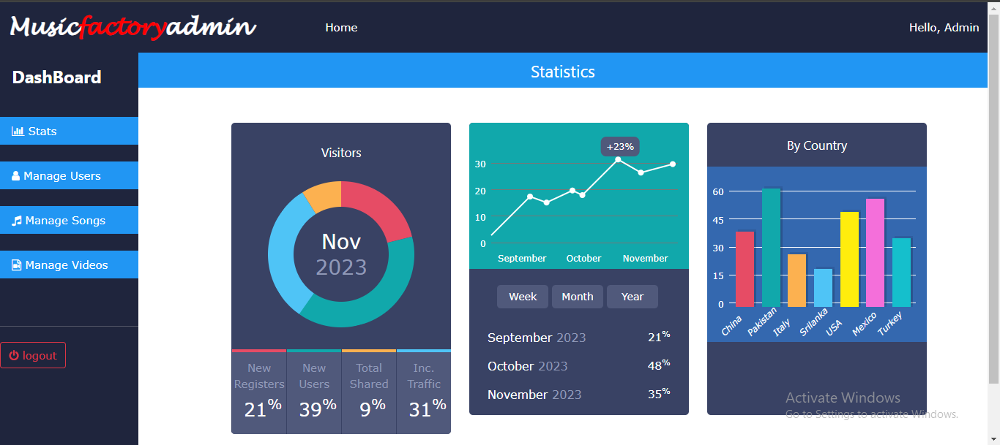 Musicfactoryadmin
Home
Hello, Admin
DashBoard
Stats
Manage Users
Manage Songs
Manage Videos
logout
Statistics
Visitors
Nov
2023
New Registers
21%
New Users
39%
Total Shared
9%
Inc. Traffic
31%
+23%
30
20
10
0
September October November
Week Month Year
September 2023 21%
October 2023 48%
November 2023 35%
By Country
60
45
30
15
0
China Pakistan Italy Srilanka USA Mexico Turkey
Activate Windows
Go to Settings to activate Windows.